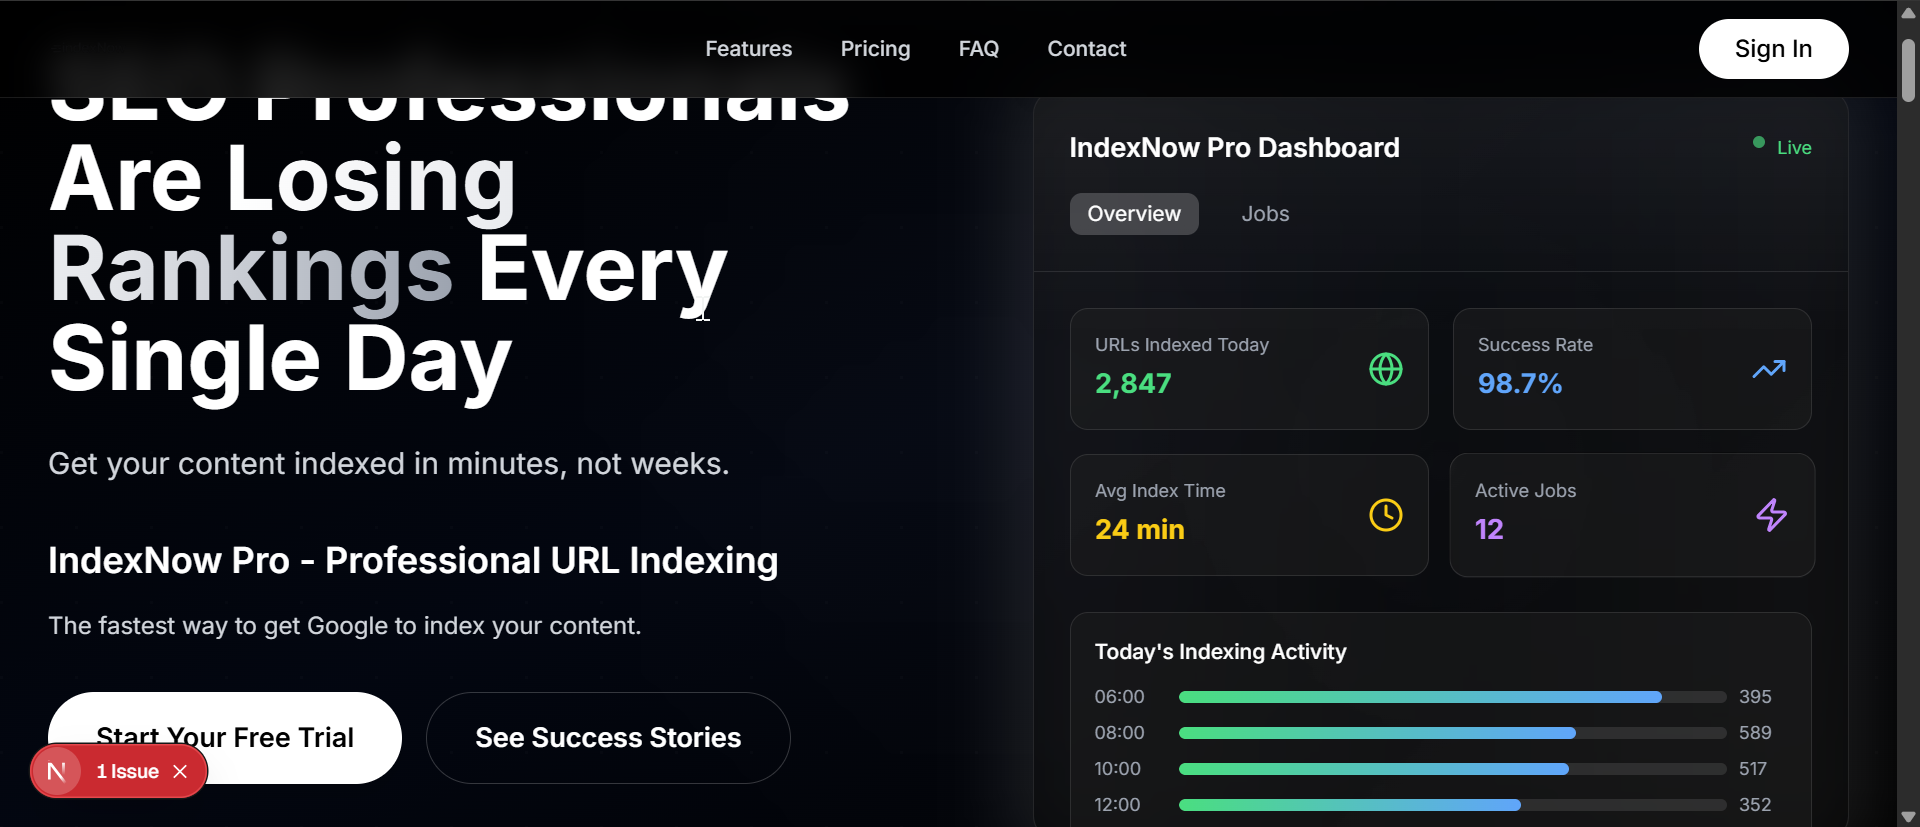 Features
Pricing
FAQ
Contact
Sign In
SEO Professionals
Are Losing
Rankings Every
Single Day
Get your content indexed in minutes, not weeks.
IndexNow Pro - Professional URL Indexing
The fastest way to get Google to index your content.
Start Your Free Trial
See Success Stories
N
1 Issue
IndexNow Pro Dashboard
Live
Overview
Jobs
URLs Indexed Today
2,847
Success Rate
98.7%
Avg Index Time
24 min
Active Jobs
12
Today's Indexing Activity
06:00
395
08:00
589
10:00
517
12:00
352